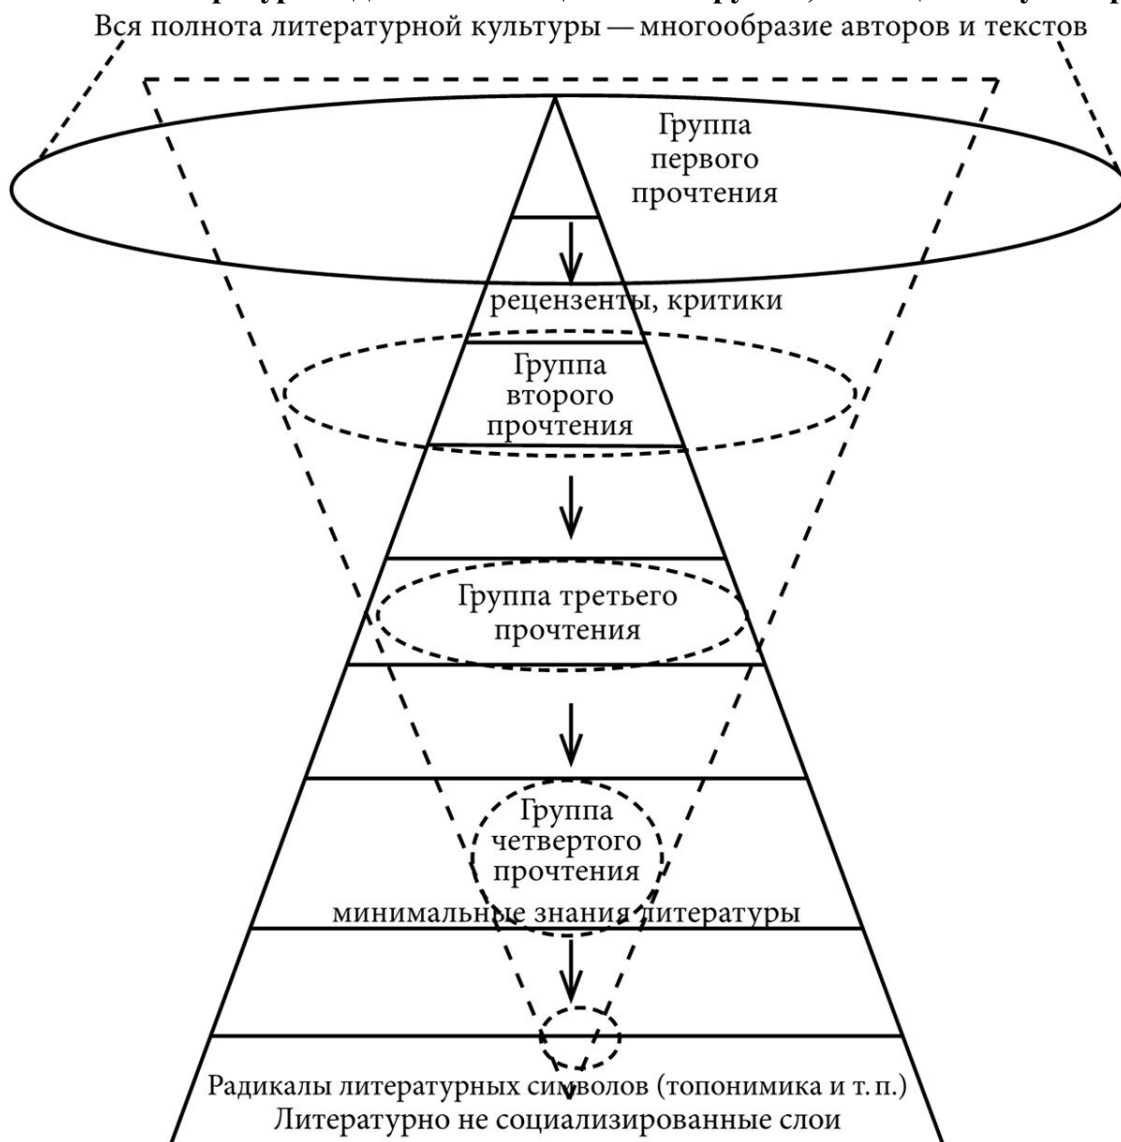 Вся полнота литературной культуры — многообразие авторов и текстов
Группа
первого
прочтения
рецензенты, критики
Группа
второго
прочтения
Группа третьего
прочтения
Группа
четвертого
прочтения
минимальные знания литературы
Радикалы литературных символов (топонимика и т. п.)
Литературно не социализированные слои